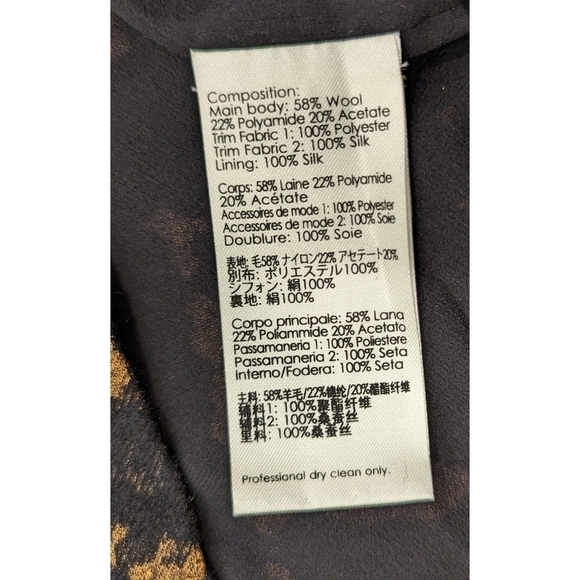 Composition:
Main body: 58% Wool
22% Polyamide 20% Acetate
Trim Fabric 1: 100% Polyester
Trim Fabric 2: 100% Silk
Lining: 100% Silk
Corps: 58% Laine 22% Polyamide
20% Acétate
Accessoires de mode 1: 100% Polyester
Accessoires de mode 2: 100% Soie
Doublure: 100% Soie
表地: 毛58% ナイロン22% アセテート20%
別布: ポリエステル100%
シフォン: 絹100%
裏地: 絹100%
Corpo principale: 58% Lana
22% Poliammide 20% Acetato
Passamaneria 1: 100% Poliestere
Passamaneria 2: 100% Seta
Interno/Fodera: 100% Seta
主料: 58%羊毛/22%锦纶/20%醋酯纤维
辅料1: 100%聚酯纤维
辅料2: 100%桑蚕丝
里料: 100%桑蚕丝
Professional dry clean only.